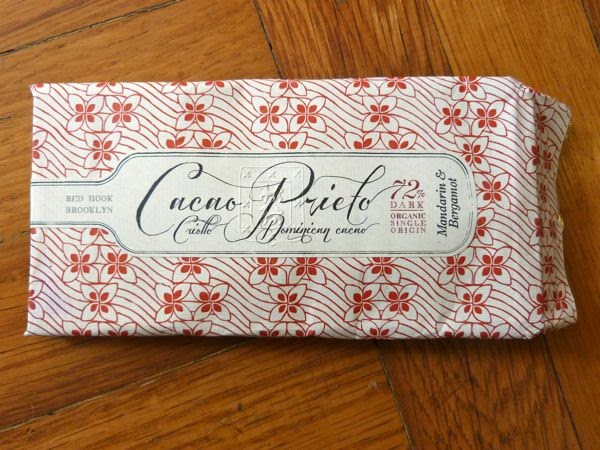 RED HOOK
BROOKLYN
Cacao Prieto
Criollo Dominican cacao
72%
DARK
ORGANIC
SINGLE
ORIGIN
Mandarin &
Bergamot